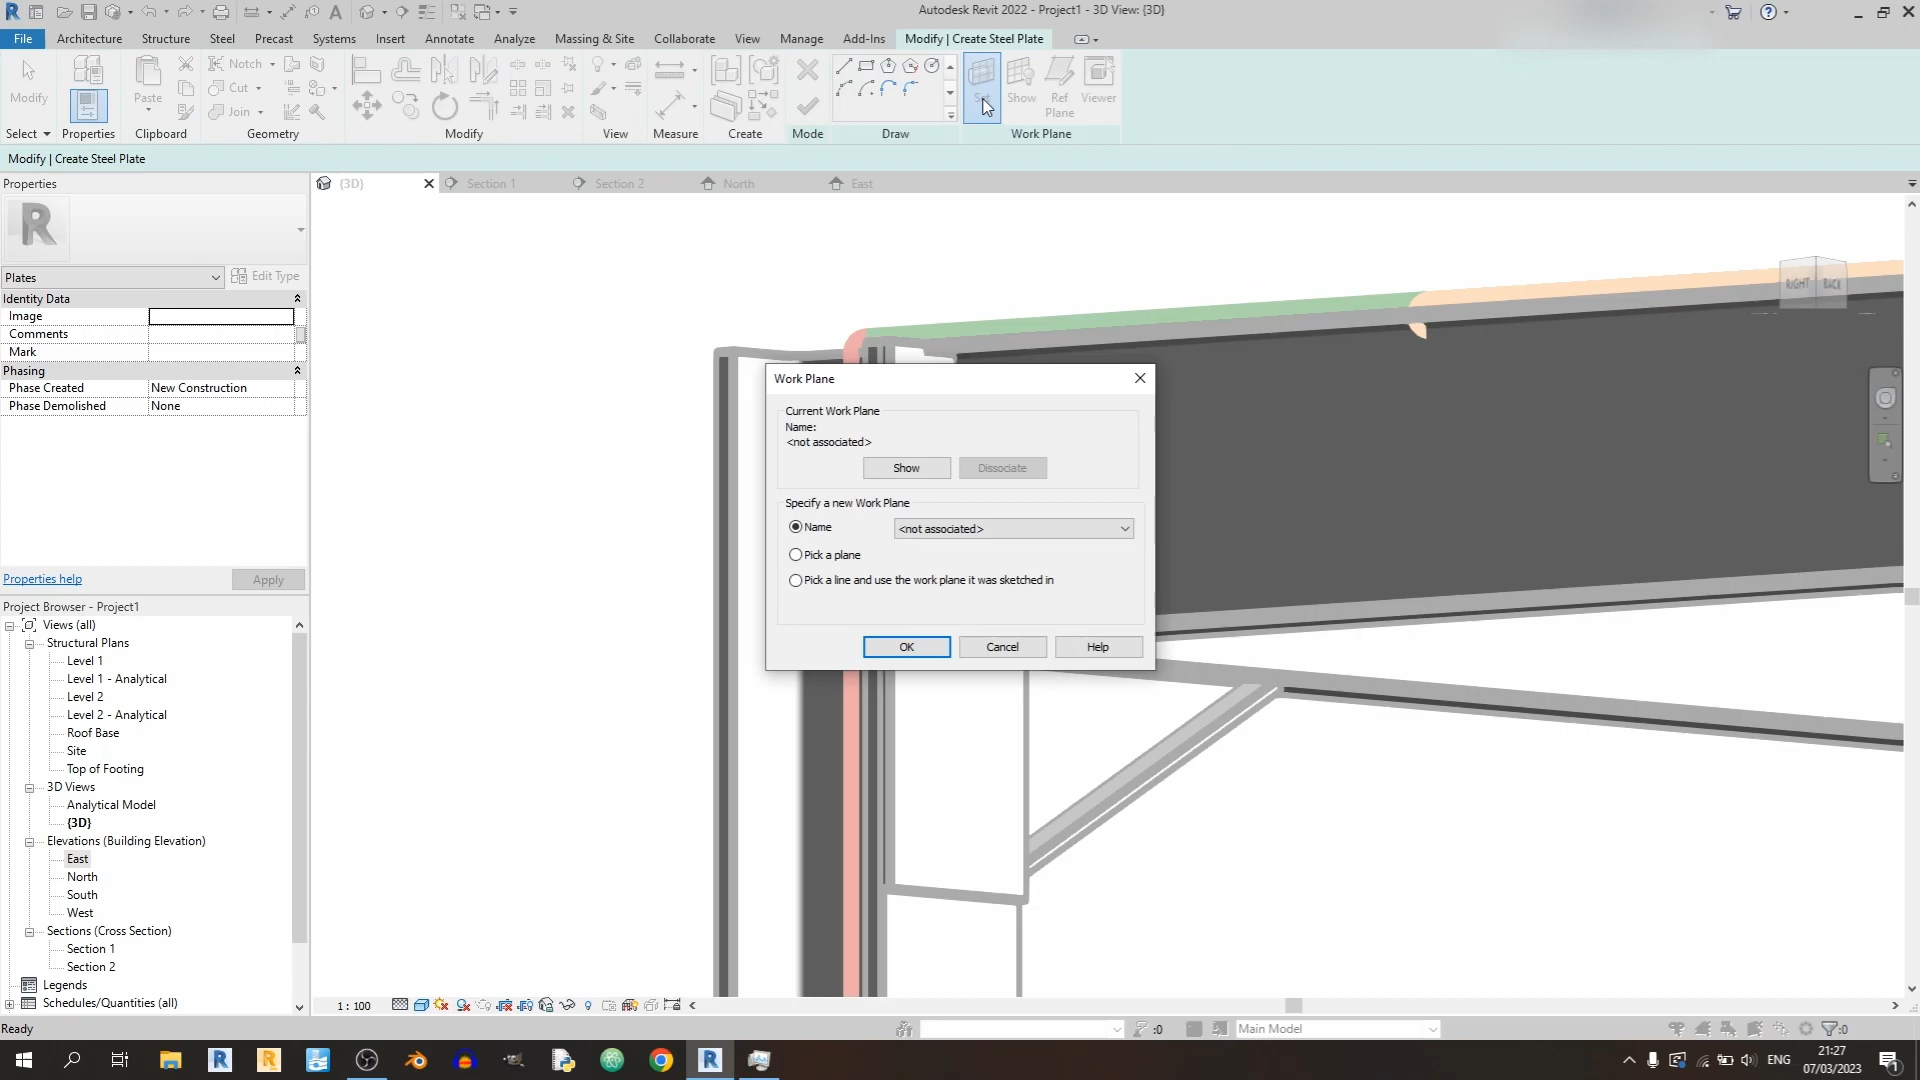 Autodesk Revit 2022 - Project1 - 3D View: {3D}
File Architecture Structure Steel Precast Systems Insert Annotate Analyze Massing & Site Collaborate View Manage Add-Ins Modify | Create Steel Plate
Modify Paste Notch Cut Join Set Show Ref Plane Viewer
Select Properties Clipboard Geometry Modify View Measure Create Mode Draw Work Plane
Modify | Create Steel Plate
Properties
{3D} Section 1 Section 2 North East
Plates Edit Type
Identity Data
Image
Comments
Mark
Phasing
Phase Created New Construction
Phase Demolished None
Properties help Apply
Project Browser - Project1
Views (all)
Structural Plans
Level 1
Level 1 - Analytical
Level 2
Level 2 - Analytical
Roof Base
Site
Top of Footing
3D Views
Analytical Model
{3D}
Elevations (Building Elevation)
East
North
South
West
Sections (Cross Section)
Section 1
Section 2
Legends
Schedules/Quantities (all)
RIGHT BACK
Work Plane
Current Work Plane
Name:
<not associated>
Show Dissociate
Specify a new Work Plane
Name <not associated>
Pick a plane
Pick a line and use the work plane it was sketched in
OK Cancel Help
1 : 100
Ready :0 Main Model :0
ENG 21:27
07/03/2023
1